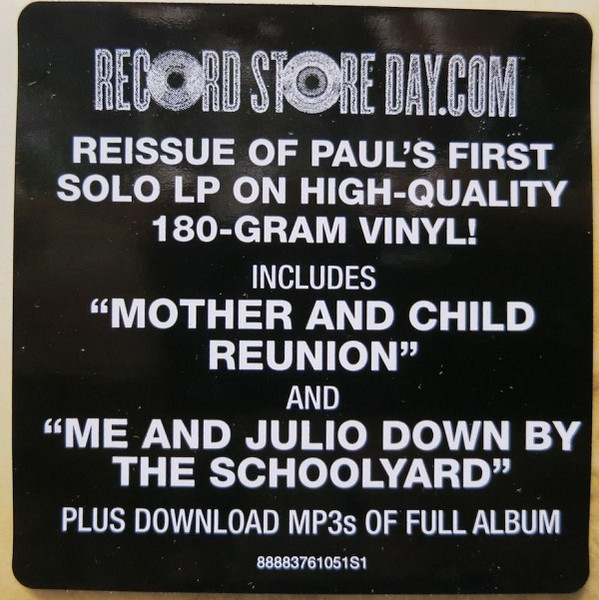 RECORD STORE DAY.COM
REISSUE OF PAUL'S FIRST
SOLO LP ON HIGH-QUALITY
180-GRAM VINYL!
INCLUDES
“MOTHER AND CHILD
REUNION”
AND
“ME AND JULIO DOWN BY
THE SCHOOLYARD”
PLUS DOWNLOAD MP3s OF FULL ALBUM
88883761051S1